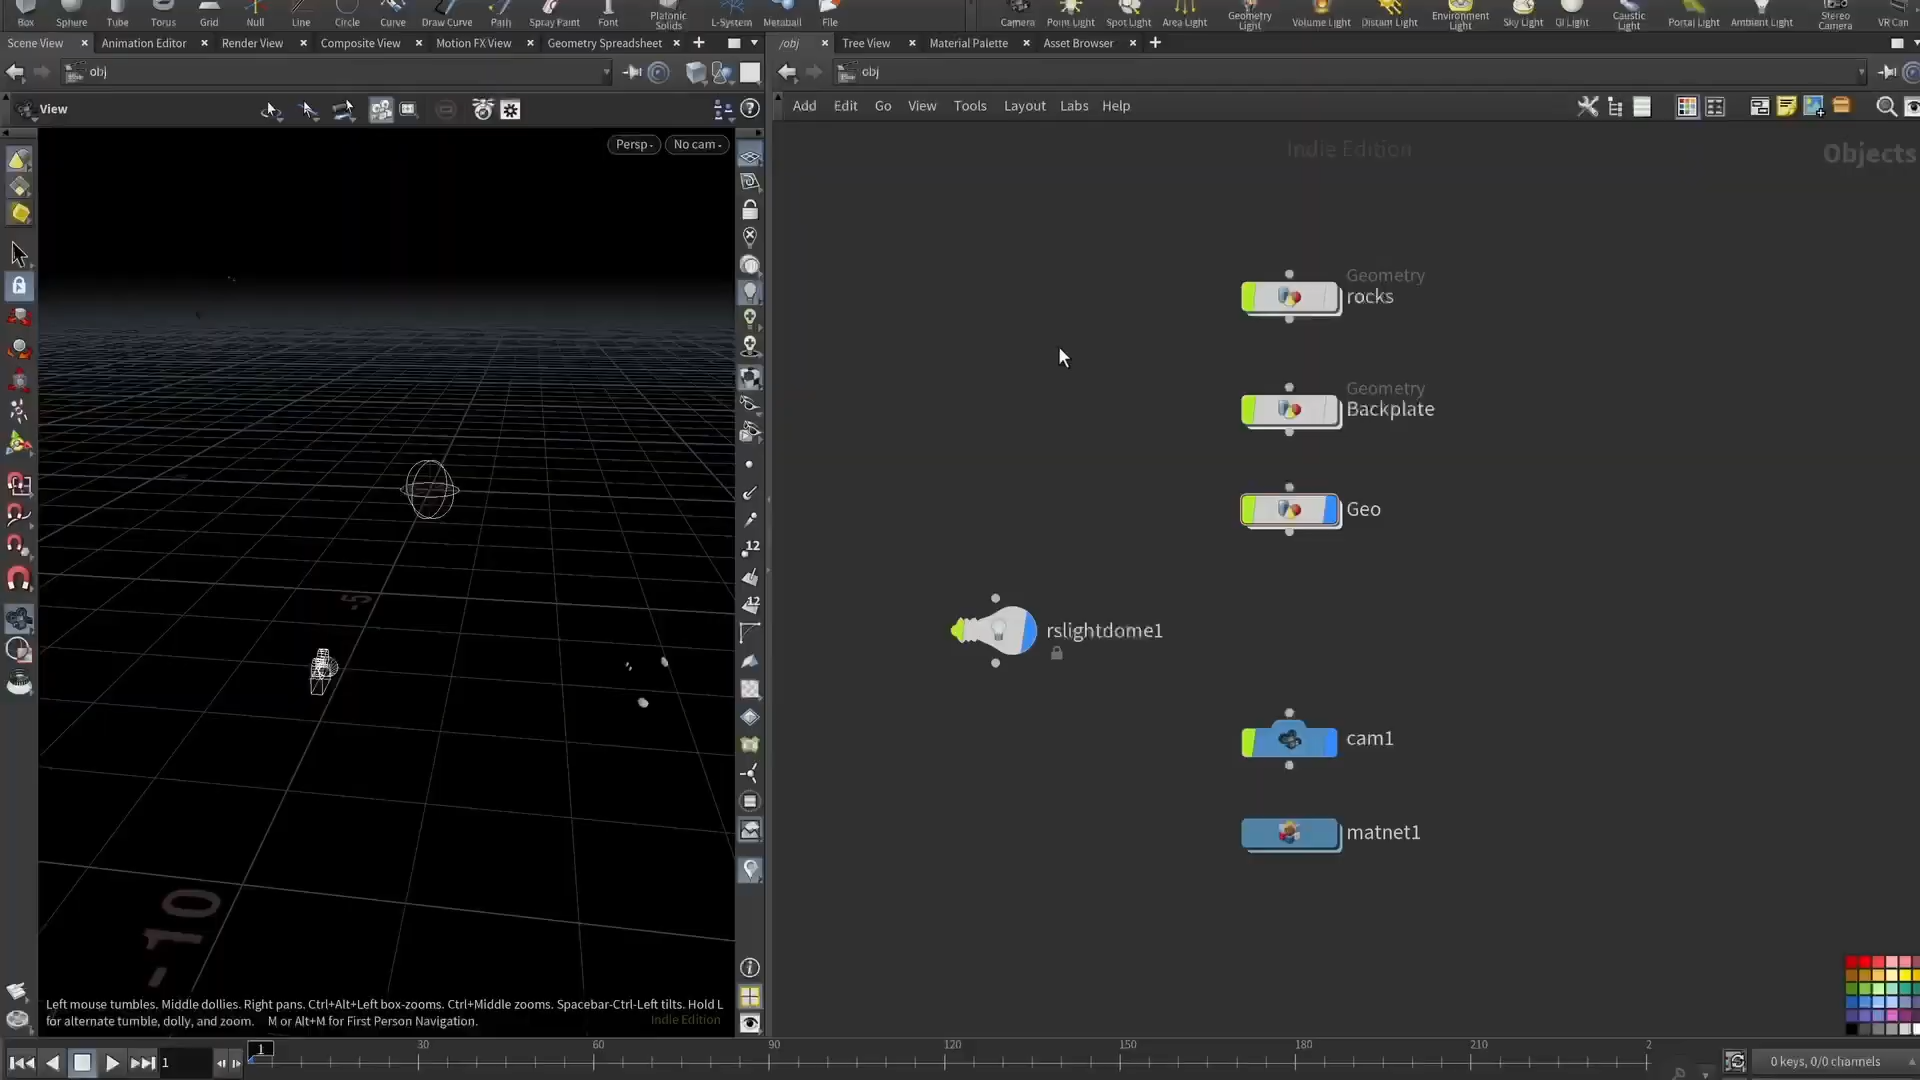 Box Sphere Tube Torus Grid Null Line Circle Curve Draw Curve Path Spray Paint Font Platonic Solids L-System Metaball File
Camera Point Light Spot Light Area Light Geometry Light Volume Light Distant Light Environment Light Sky Light GI Light Caustic Light Portal Light Ambient Light Stereo Camera VR Can
Scene View Animation Editor Render View Composite View Motion FX View Geometry Spreadsheet
/obj Tree View Material Palette Asset Browser
obj
obj
View
Add Edit Go View Tools Layout Labs Help
Persp No cam
Indie Edition
Objects
Geometry
rocks
Geometry
Backplate
Geo
rslightdome1
cam1
matnet1
-5
-10
12
12
Left mouse tumbles. Middle dollies. Right pans. Ctrl+Alt+Left box-zooms. Ctrl+Middle zooms. Spacebar-Ctrl-Left tilts. Hold L
for alternate tumble, dolly, and zoom. M or Alt+M for First Person Navigation.
Indie Edition
1 1 30 60 90 120 150 180 210 2
0 keys, 0/0 channels